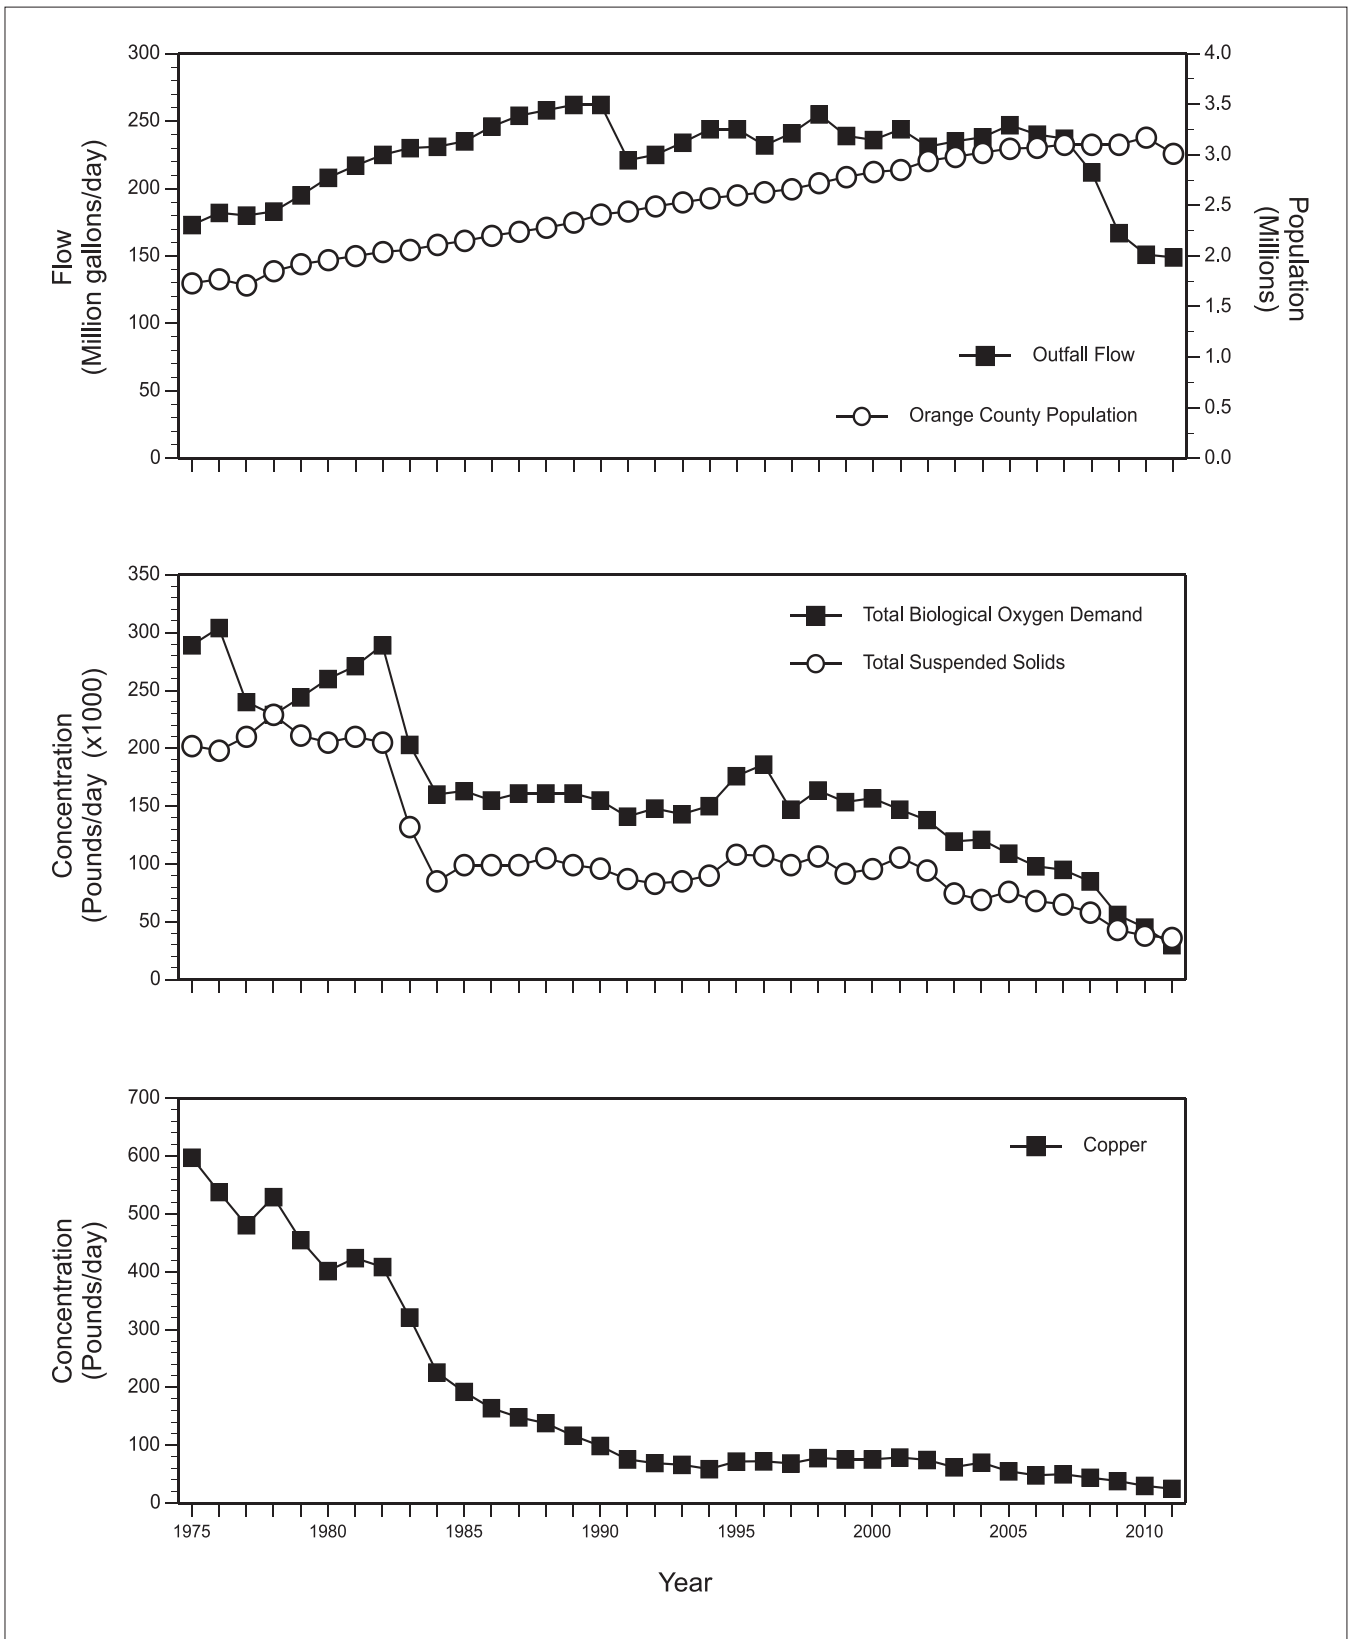 300
250
200
150
100
50
0
Flow
(Million gallons/day)
4.0
3.5
3.0
2.5
2.0
1.5
1.0
0.5
0.0
Population
(Millions)
Outfall Flow
Orange County Population
350
300
250
200
150
100
50
0
Concentration
(Pounds/day (x1000)
Total Biological Oxygen Demand
Total Suspended Solids
700
600
500
400
300
200
100
0
Concentration
(Pounds/day)
Copper
1975 1980 1985 1990 1995 2000 2005 2010
Year